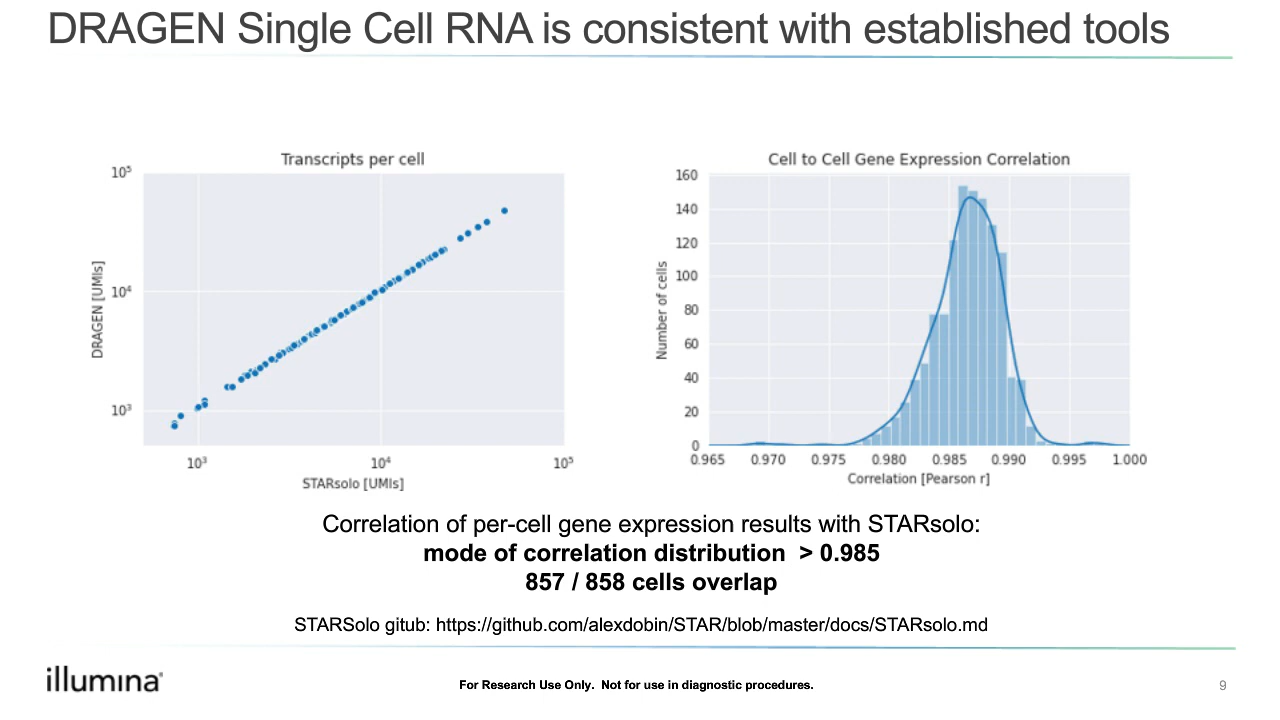 DRAGEN Single Cell RNA is consistent with established tools
Transcripts per cell
10⁵
10⁴
10³
DRAGEN [UMIs]
10³ 10⁴ 10⁵
STARsolo [UMIs]
Cell to Cell Gene Expression Correlation
160
140
120
100
80
60
40
20
0
Number of cells
0.965 0.970 0.975 0.980 0.985 0.990 0.995 1.000
Correlation [Pearson r]
Correlation of per-cell gene expression results with STARsolo:
mode of correlation distribution > 0.985
857 / 858 cells overlap
STARSolo gitub: https://github.com/alexdobin/STAR/blob/master/docs/STARsolo.md
illumina®
For Research Use Only. Not for use in diagnostic procedures.
9